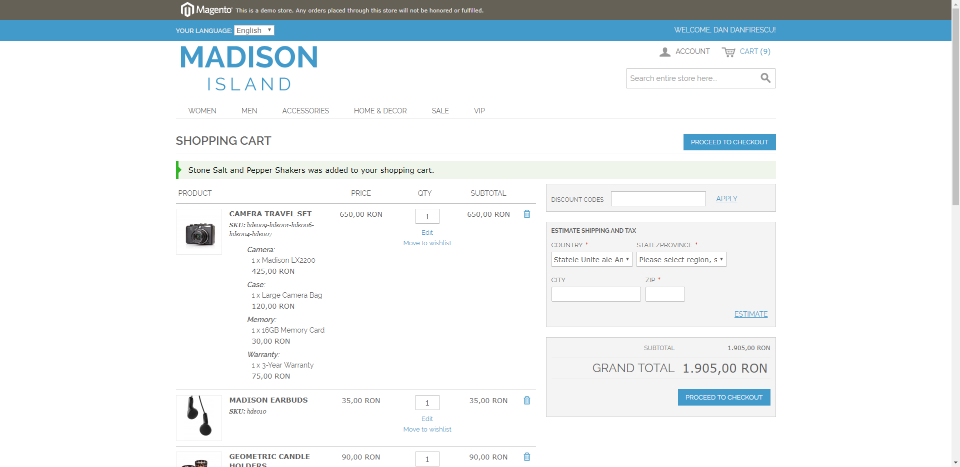 Magento® This is a demo store. Any orders placed through this store will not be honored or fulfilled.
YOUR LANGUAGE: English WELCOME, DAN DANFIRESCU!
MADISON
ISLAND
ACCOUNT CART (9)
Search entire store here...
WOMEN MEN ACCESSORIES HOME & DECOR SALE VIP
SHOPPING CART PROCEED TO CHECKOUT
Stone Salt and Pepper Shakers was added to your shopping cart.
PRODUCT PRICE QTY SUBTOTAL
CAMERA TRAVEL SET 650,00 RON 1 650,00 RON
SKU:
Edit
Move to wishlist
Camera:
1 x Madison LX2200
425,00 RON
Case:
1 x Large Camera Bag
120,00 RON
Memory:
1 x 16GB Memory Card
30,00 RON
Warranty:
1 x 3-Year Warranty
75,00 RON
MADISON EARBUDS 35,00 RON 1 35,00 RON
SKU: hde010
Edit
Move to wishlist
GEOMETRIC CANDLE 90,00 RON 1 90,00 RON
HOLDERS
DISCOUNT CODES APPLY
ESTIMATE SHIPPING AND TAX
COUNTRY * STATE/PROVINCE *
Statele Unite ale An Please select region, s
CITY ZIP *
ESTIMATE
SUBTOTAL 1.905,00 RON
GRAND TOTAL 1.905,00 RON
PROCEED TO CHECKOUT